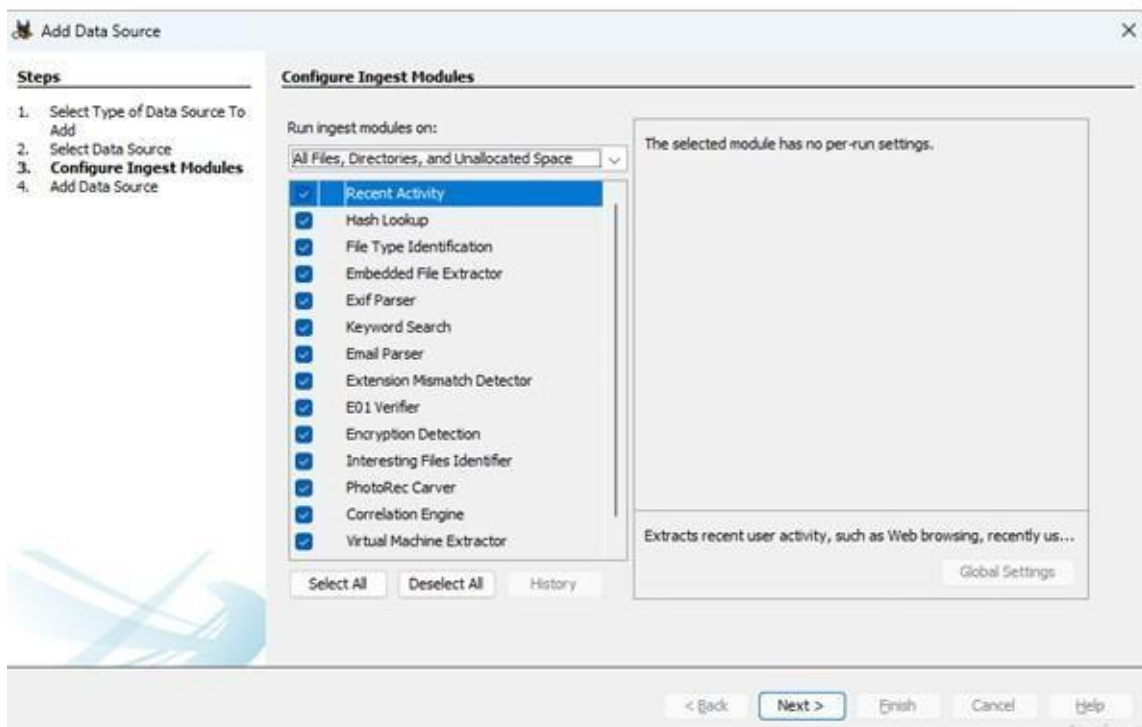 Add Data Source
Steps
1. Select Type of Data Source To
Add
2. Select Data Source
3. Configure Ingest Modules
4. Add Data Source
Configure Ingest Modules
Run ingest modules on:
All Files, Directories, and Unallocated Space
Recent Activity
Hash Lookup
File Type Identification
Embedded File Extractor
Exif Parser
Keyword Search
Email Parser
Extension Mismatch Detector
E01 Verifier
Encryption Detection
Interesting Files Identifier
PhotoRec Carver
Correlation Engine
Virtual Machine Extractor
Select All Deselect All History
The selected module has no per-run settings.
Extracts recent user activity, such as Web browsing, recently us...
Global Settings
< Back Next > Finish Cancel Help